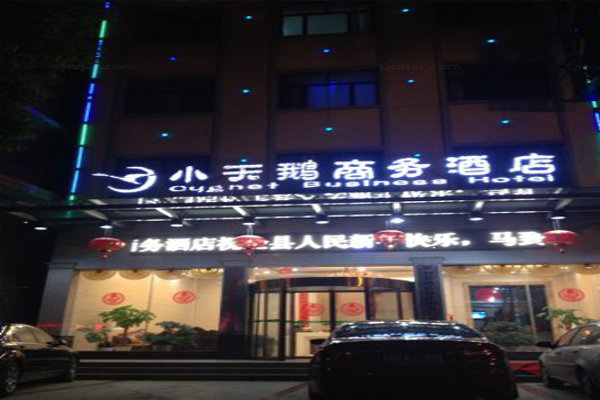 小天鹅商务酒店
Cygnet Business Hotel
务酒店祝 县人民新 快乐，马